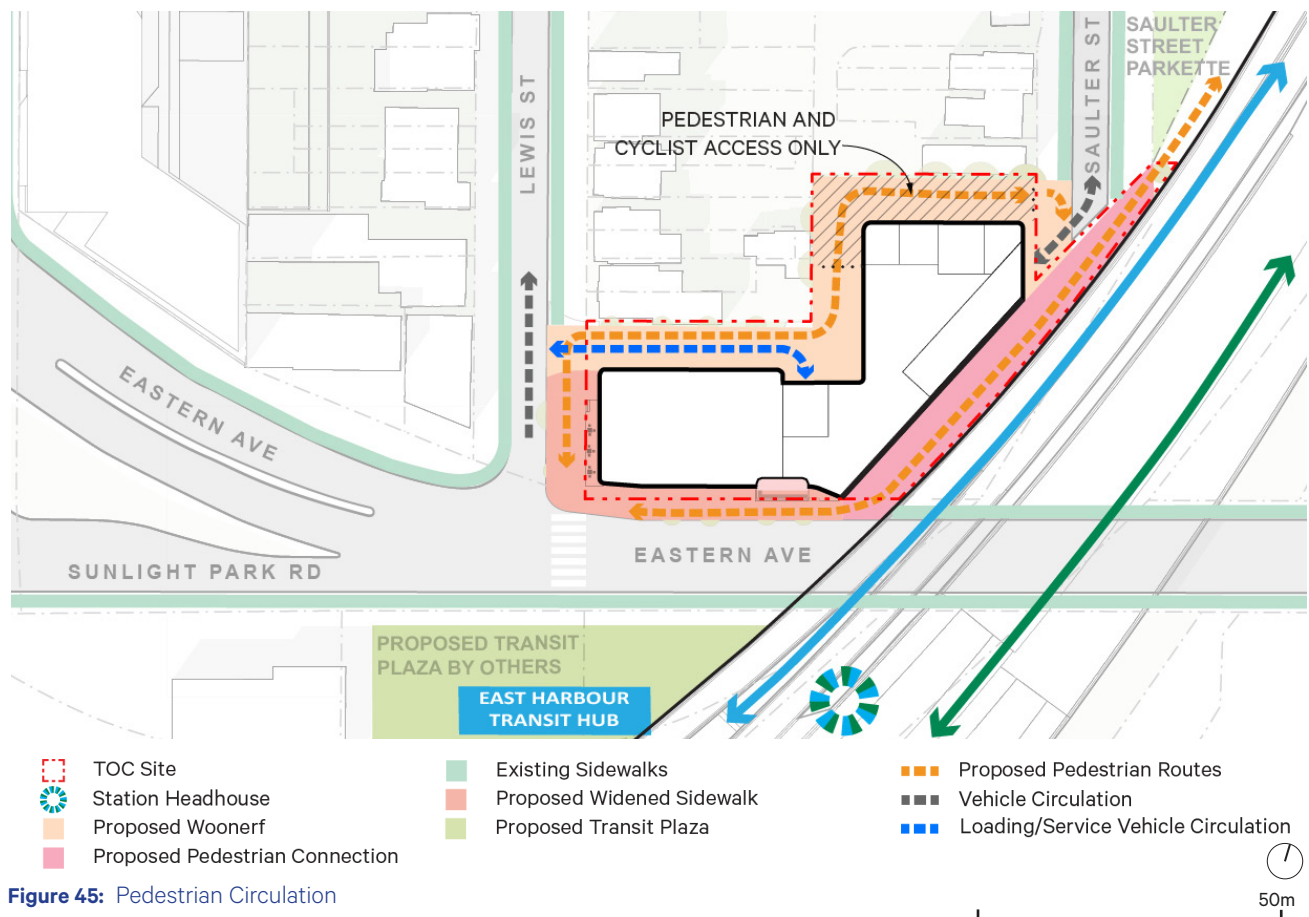 SAULTER
STREET
PARKETTE
SAULTER ST
LEWIS ST
PEDESTRIAN AND
CYCLIST ACCESS ONLY
EASTERN AVE
SUNLIGHT PARK RD
EASTERN AVE
PROPOSED TRANSIT
PLAZA BY OTHERS
EAST HARBOUR
TRANSIT HUB
TOC Site
Station Headhouse
Proposed Woonerf
Proposed Pedestrian Connection
Existing Sidewalks
Proposed Widened Sidewalk
Proposed Transit Plaza
Proposed Pedestrian Routes
Vehicle Circulation
Loading/Service Vehicle Circulation
Figure 45: Pedestrian Circulation
50m